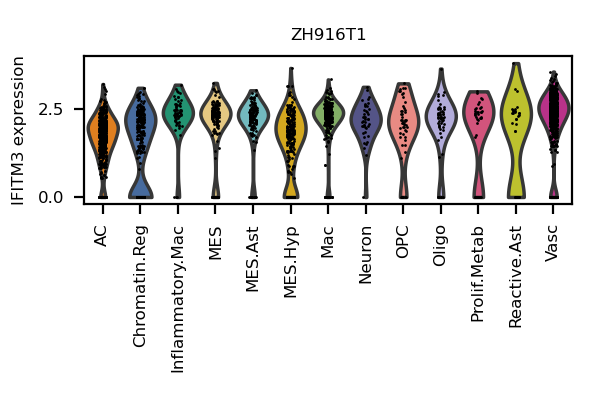 ZH916T1
IFITM3 expression
2.5
0.0
AC
Chromatin.Reg
Inflammatory.Mac
MES
MES.Ast
MES.Hyp
Mac
Neuron
OPC
Oligo
Prolif.Metab
Reactive.Ast
Vasc